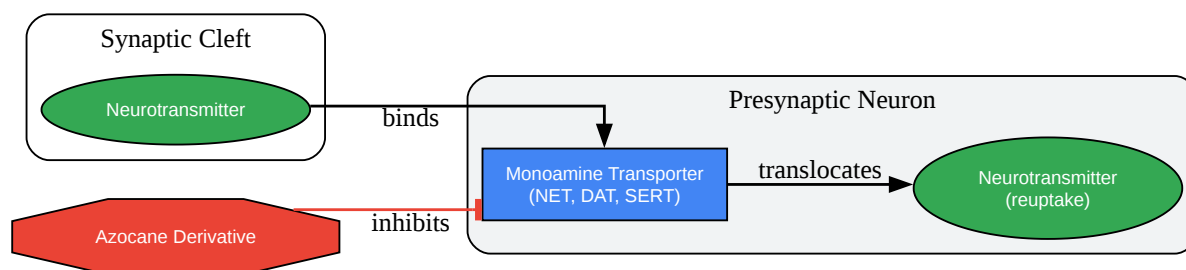 Synaptic Cleft
Neurotransmitter
binds
Presynaptic Neuron
Monoamine Transporter
(NET, DAT, SERT)
translocates
Neurotransmitter
(reuptake)
Azocane Derivative
inhibits